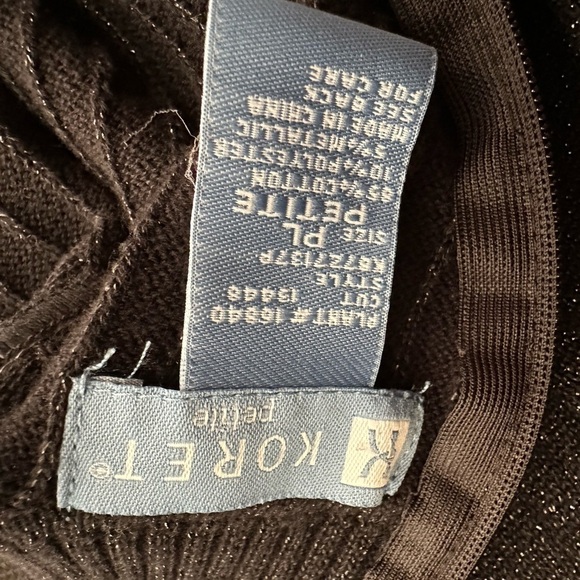 KORET®
petite
PLANT# 16840
CUT 13448
STYLE
K8727137P
SIZE PL
PETITE
85%COTTON
10%POLYESTER
5%METALLIC
MADE IN CHINA
SEE BACK
FOR CARE